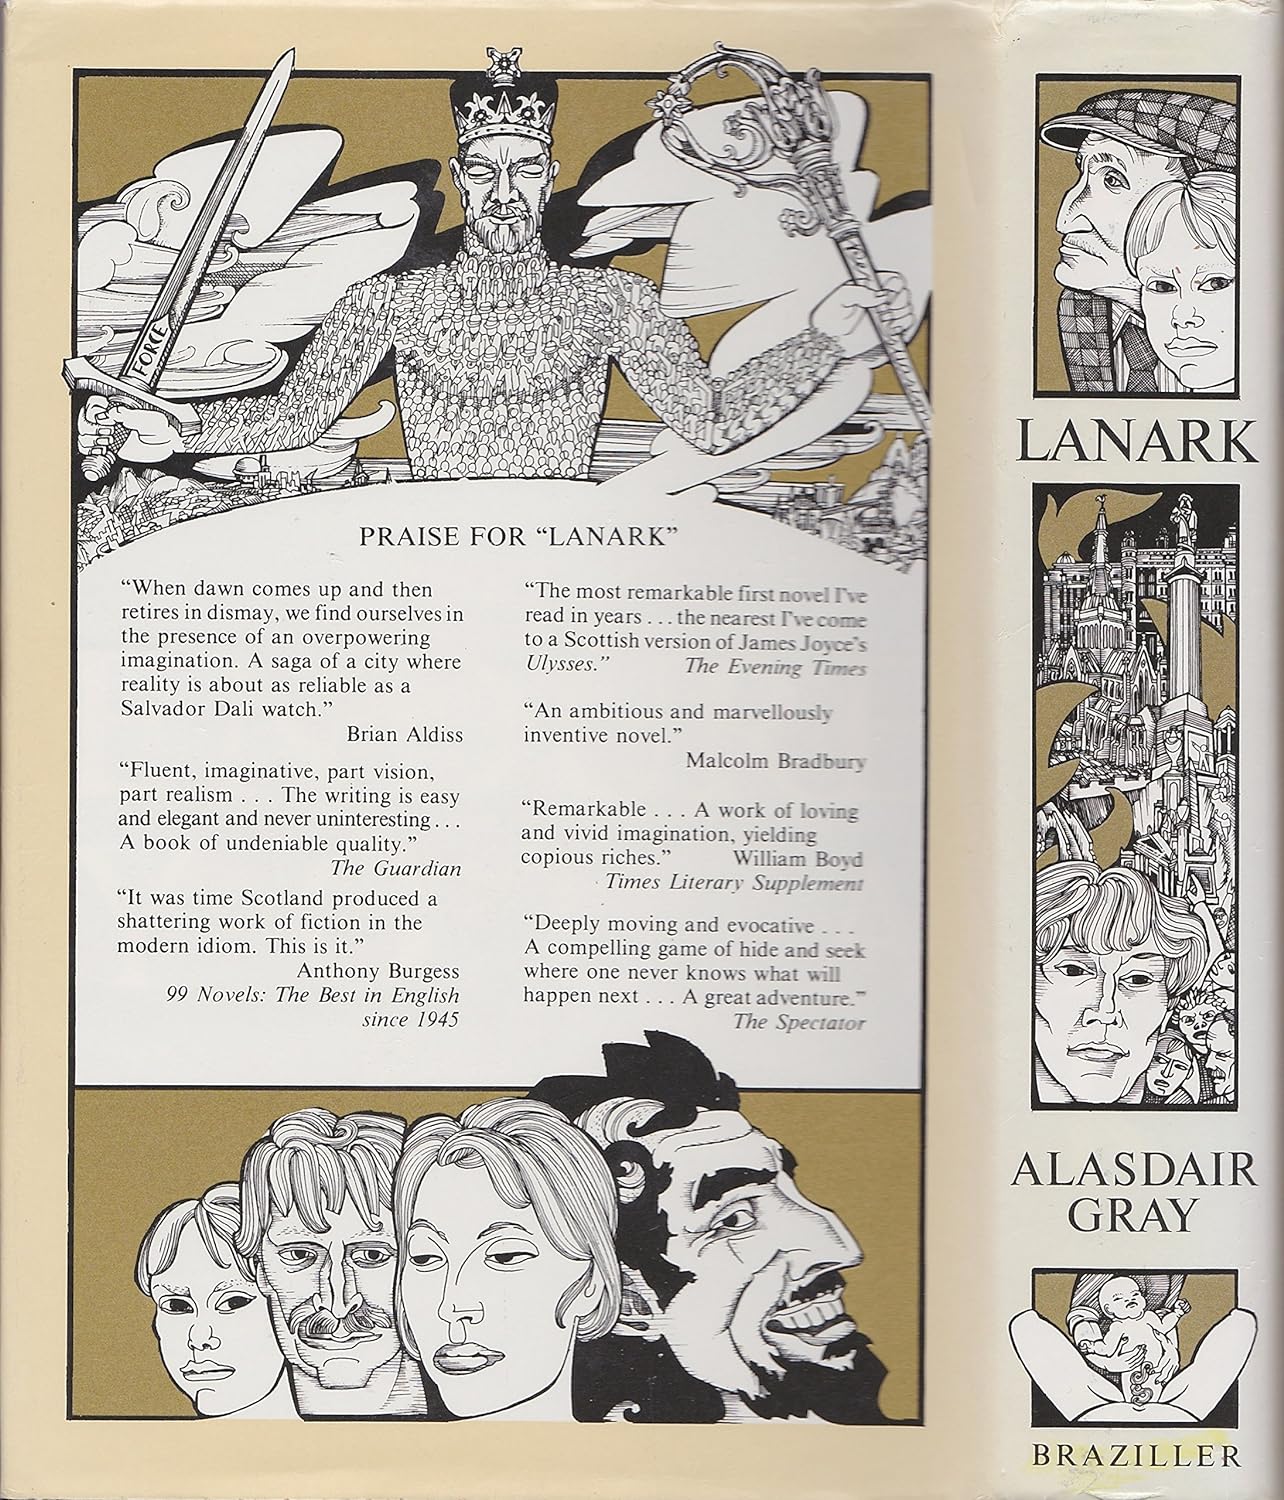 FORCE
PRAISE FOR “LANARK”
“When dawn comes up and then
retires in dismay, we find ourselves in
the presence of an overpowering
imagination. A saga of a city where
reality is about as reliable as a
Salvador Dali watch.”
Brian Aldiss
“Fluent, imaginative, part vision,
part realism . . . The writing is easy
and elegant and never uninteresting . . .
A book of undeniable quality.”
The Guardian
“It was time Scotland produced a
shattering work of fiction in the
modern idiom. This is it.”
Anthony Burgess
99 Novels: The Best in English
since 1945
“The most remarkable first novel I’ve
read in years . . . the nearest I’ve come
to a Scottish version of James Joyce’s
Ulysses.” The Evening Times
“An ambitious and marvellously
inventive novel.”
Malcolm Bradbury
“Remarkable . . . A work of loving
and vivid imagination, yielding
copious riches.” William Boyd
Times Literary Supplement
“Deeply moving and evocative . . .
A compelling game of hide and seek
where one never knows what will
happen next . . . A great adventure.”
The Spectator
LANARK
ALASDAIR
GRAY
BRAZILLER